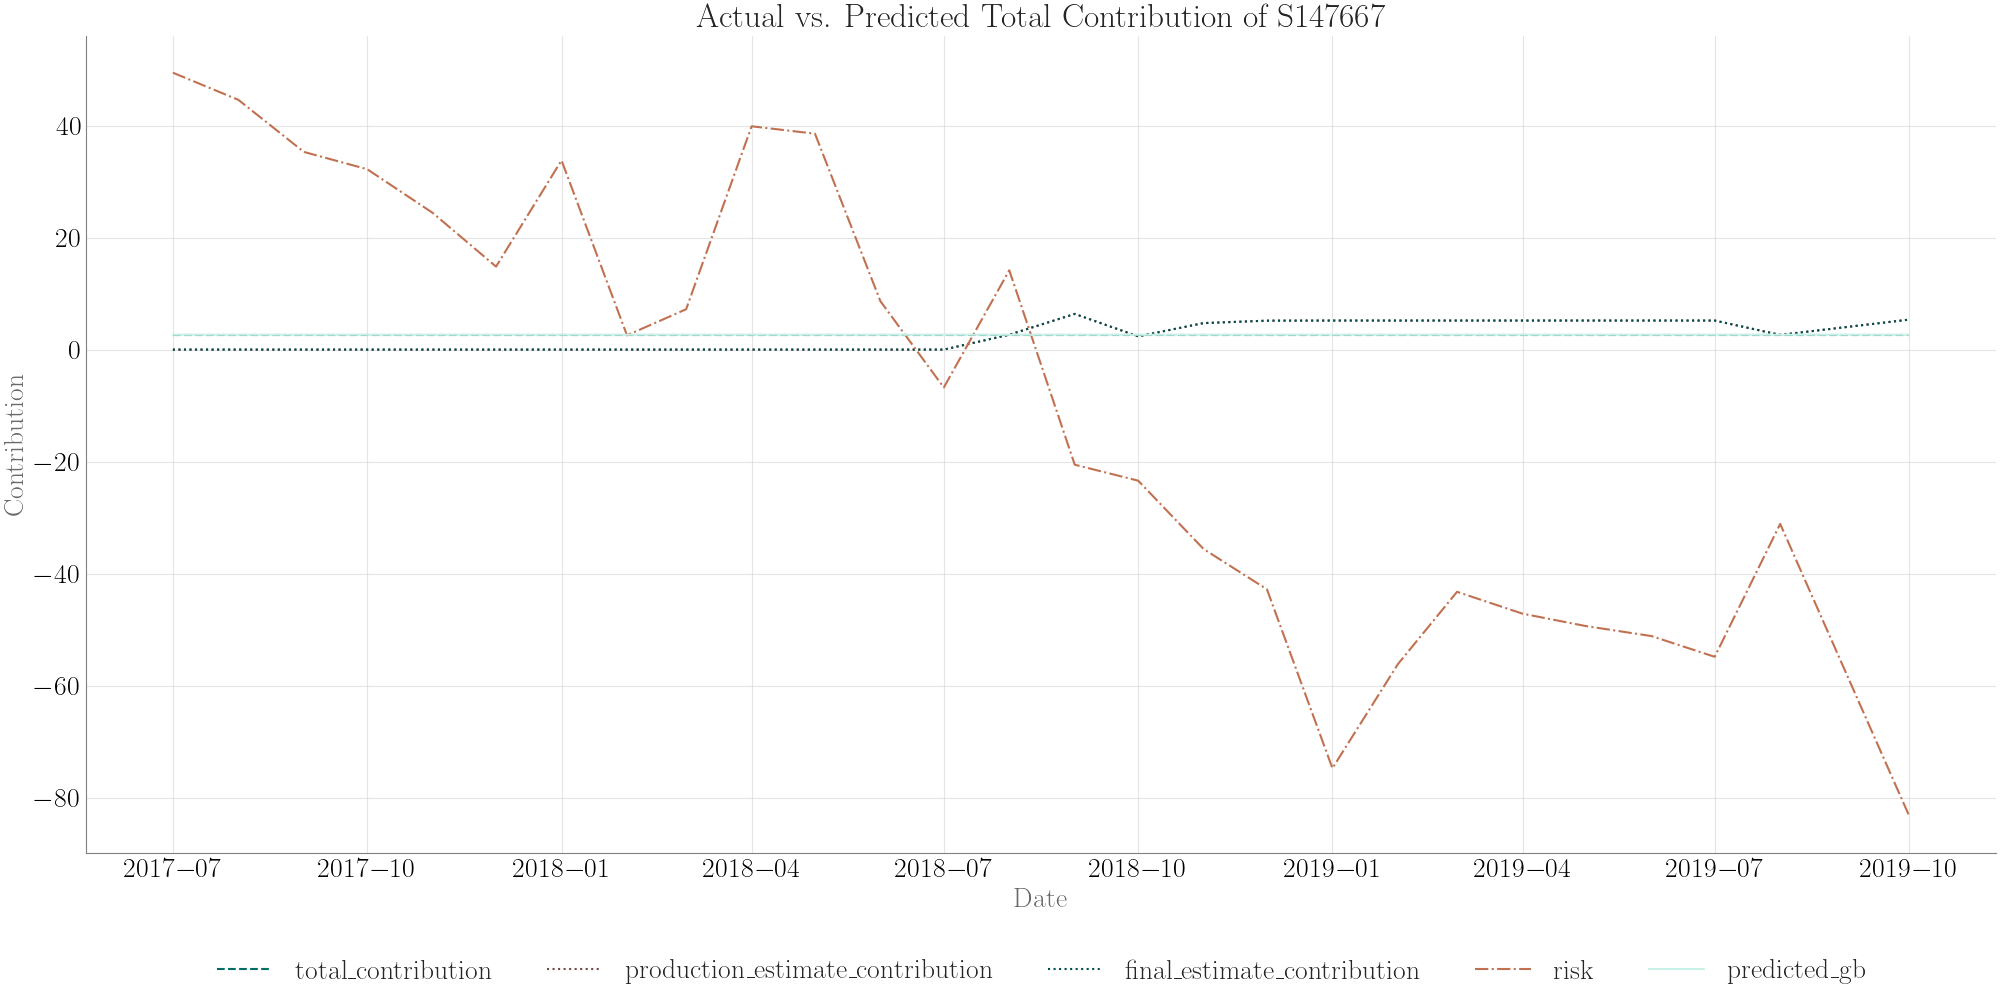 Actual vs. Predicted Total Contribution of S147667
Contribution
40
20
0
−20
−40
−60
−80
2017−07 2017−10 2018−01 2018−04 2018−07 2018−10 2019−01 2019−04 2019−07 2019−10
Date
total_contribution production_estimate_contribution final_estimate_contribution risk predicted_gb